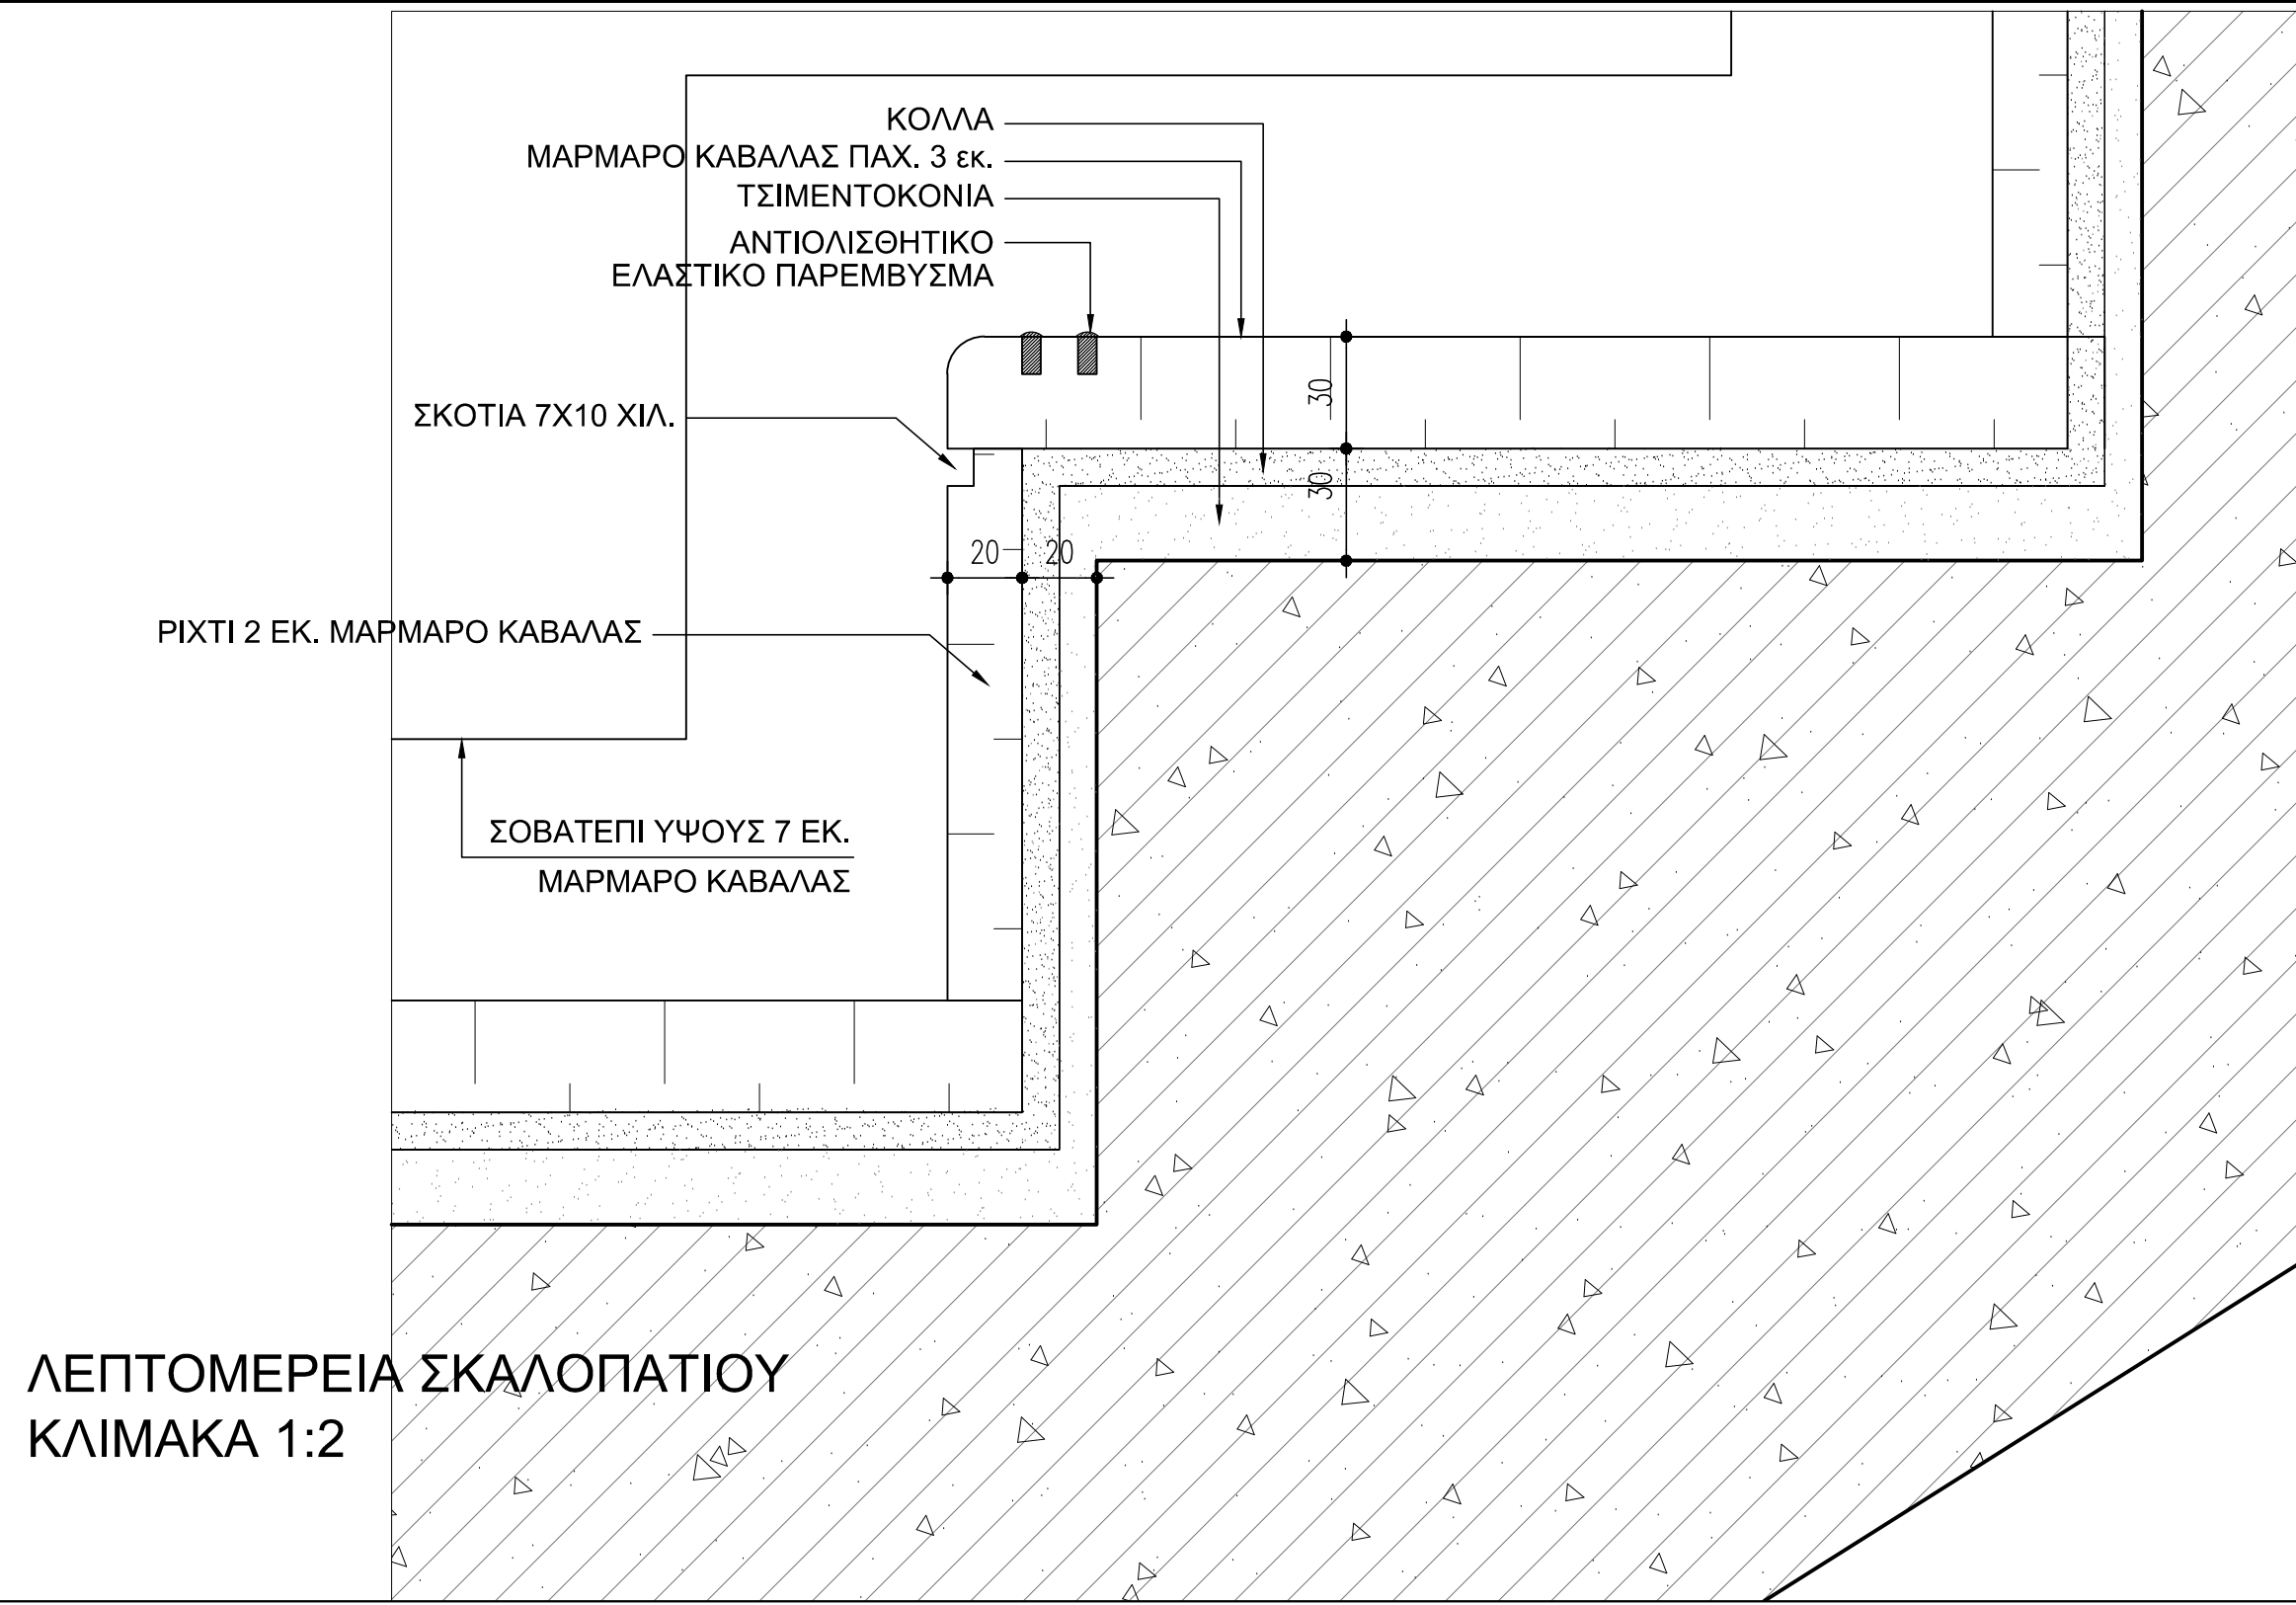 ΚΟΛΛΑ
ΜΑΡΜΑΡΟ ΚΑΒΑΛΑΣ ΠΑΧ. 3 εκ.
ΤΣΙΜΕΝΤΟΚΟΝΙΑ
ΑΝΤΙΟΛΙΣΘΗΤΙΚΟ
ΕΛΑΣΤΙΚΟ ΠΑΡΕΜΒΥΣΜΑ
30
ΣΚΟΤΙΑ 7Χ10 ΧΙΛ.
30
20
20
ΡΙΧΤΙ 2 ΕΚ. ΜΑΡΜΑΡΟ ΚΑΒΑΛΑΣ
ΣΟΒΑΤΕΠΙ ΥΨΟΥΣ 7 ΕΚ.
ΜΑΡΜΑΡΟ ΚΑΒΑΛΑΣ
ΛΕΠΤΟΜΕΡΕΙΑ ΣΚΑΛΟΠΑΤΙΟΥ
ΚΛΙΜΑΚΑ 1:2